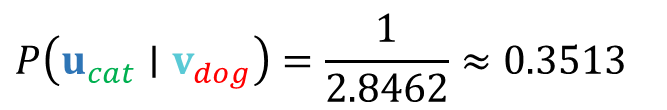 P(u_cat | v_dog) = 1/2.8462 ≈ 0.3513